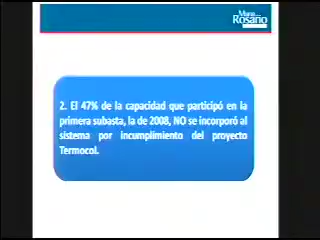 María del
Rosario
2. El 47% de la capacidad que participó en la
primera subasta, la de 2008, NO se incorporó al
sistema por incumplimiento del proyecto
Termocol.